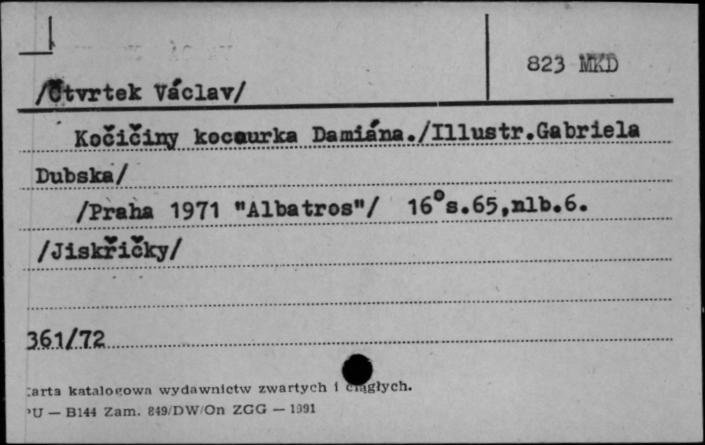 823 MKD
/Čtvrtek Václav/
Kočičiny kocourka Damiána./Illustr.Gabriela
Dubska/
/Praha 1971 "Albatros"/ 16°s.65,nlb.6.
/Jiskřičky/
361/72
arta katalogowa wydawnictw zwartych i ciągłych.
PU — B144 Zam. 849/DW/On ZGG — 1991